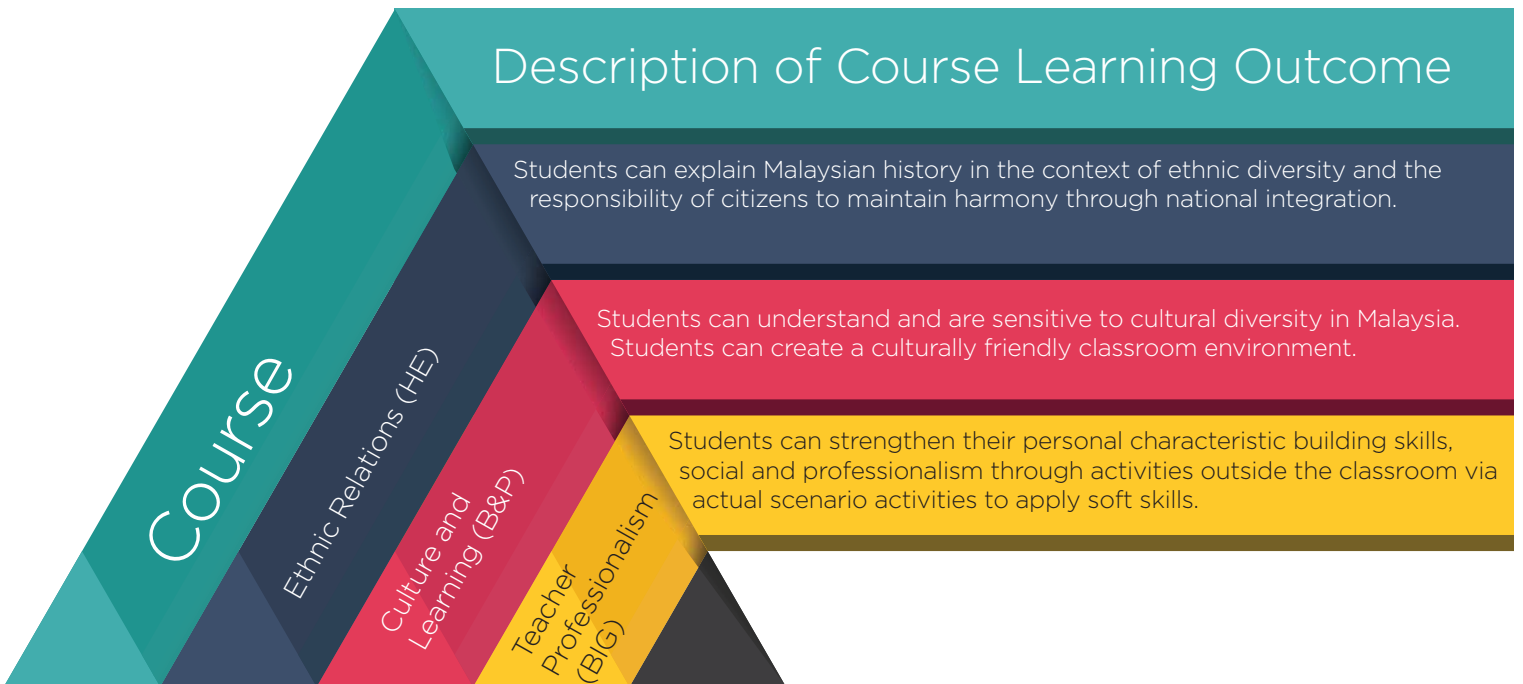 Course
Description of Course Learning Outcome
Ethnic Relations (HE)
Students can explain Malaysian history in the context of ethnic diversity and the
responsibility of citizens to maintain harmony through national integration.
Culture and
Learning (B&P)
Students can understand and are sensitive to cultural diversity in Malaysia.
Students can create a culturally friendly classroom environment.
Teacher
Professionalism
(BIG)
Students can strengthen their personal characteristic building skills,
social and professionalism through activities outside the classroom via
actual scenario activities to apply soft skills.